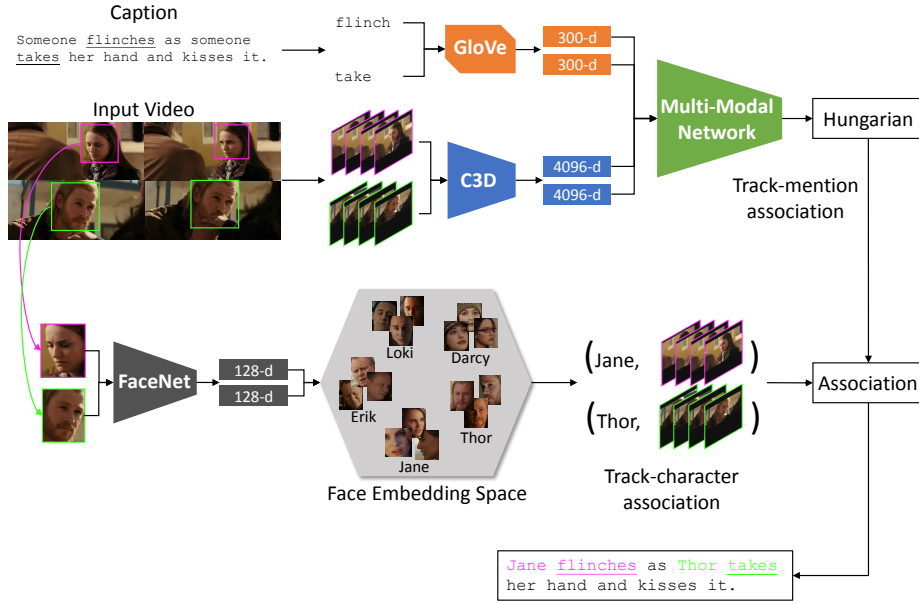 Caption
Someone flinches as someone
takes her hand and kisses it.
flinch
take
GloVe
300-d
300-d
Multi-Modal
Network
Hungarian
Input Video
C3D
4096-d
4096-d
Track-mention
association
FaceNet
128-d
128-d
Loki
Darcy
Erik
Thor
Jane
Face Embedding Space
(Jane, )
(Thor, )
Track-character
association
Association
Jane flinches as Thor takes
her hand and kisses it.